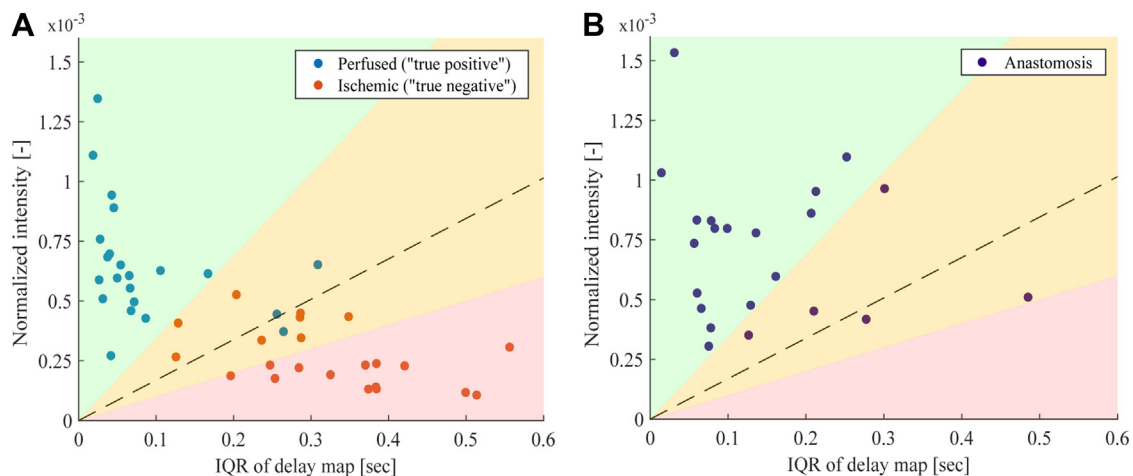 A
x10⁻³
Perfused ("true positive")
Ischemic ("true negative")
1.5
1.25
1
0.75
0.5
0.25
0
Normalized intensity [-]
0
0.1
0.2
0.3
0.4
0.5
0.6
IQR of delay map [sec]
B
x10⁻³
Anastomosis
1.5
1.25
1
0.75
0.5
0.25
0
Normalized intensity [-]
0
0.1
0.2
0.3
0.4
0.5
0.6
IQR of delay map [sec]